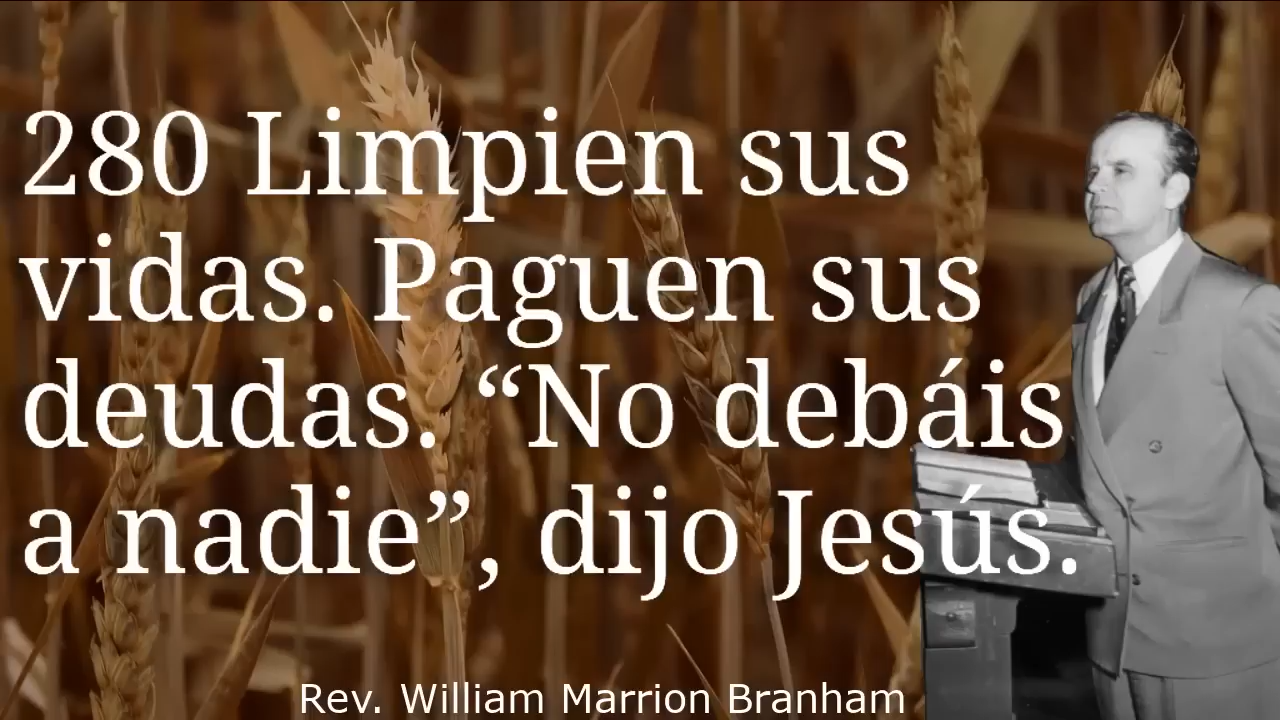 280 Limpien sus
vidas. Paguen sus
deudas. “No debáis
a nadie”, dijo Jesús.
Rev. William Marrion Branham